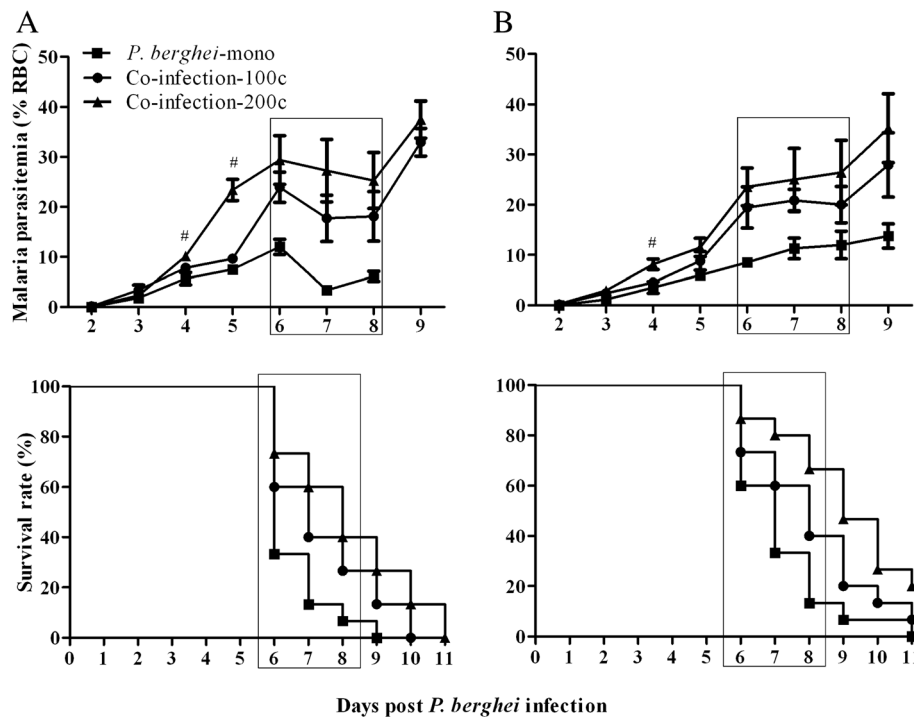 A
B
P. berghei-mono
Co-infection-100c
Co-infection-200c
Malaria parasitemia (% RBC)
50
40
30
20
10
0
# #
2 3 4 5 6 7 8 9
50
40
30
20
10
0
#
2 3 4 5 6 7 8 9
Survival rate (%)
100
80
60
40
20
0
0 1 2 3 4 5 6 7 8 9 10 11
100
80
60
40
20
0
0 1 2 3 4 5 6 7 8 9 10 11
Days post P. berghei infection